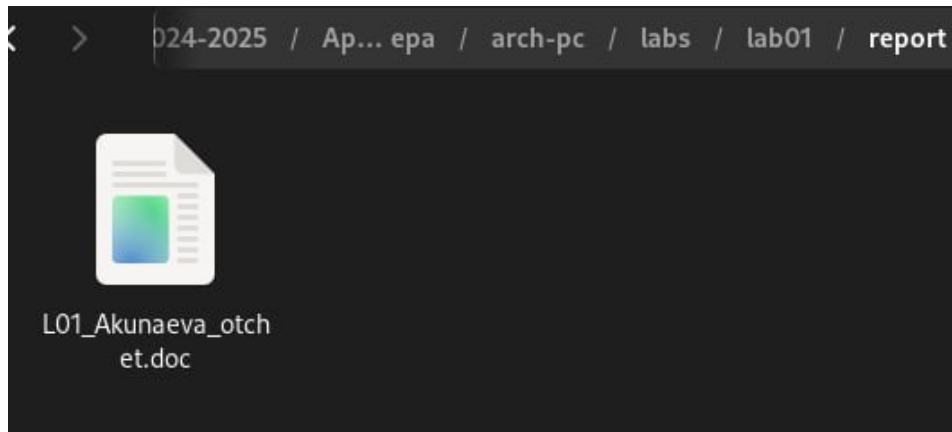 024-2025 / Ap... epa / arch-pc / labs / lab01 / report
L01_Akunaeva_otch
et.doc